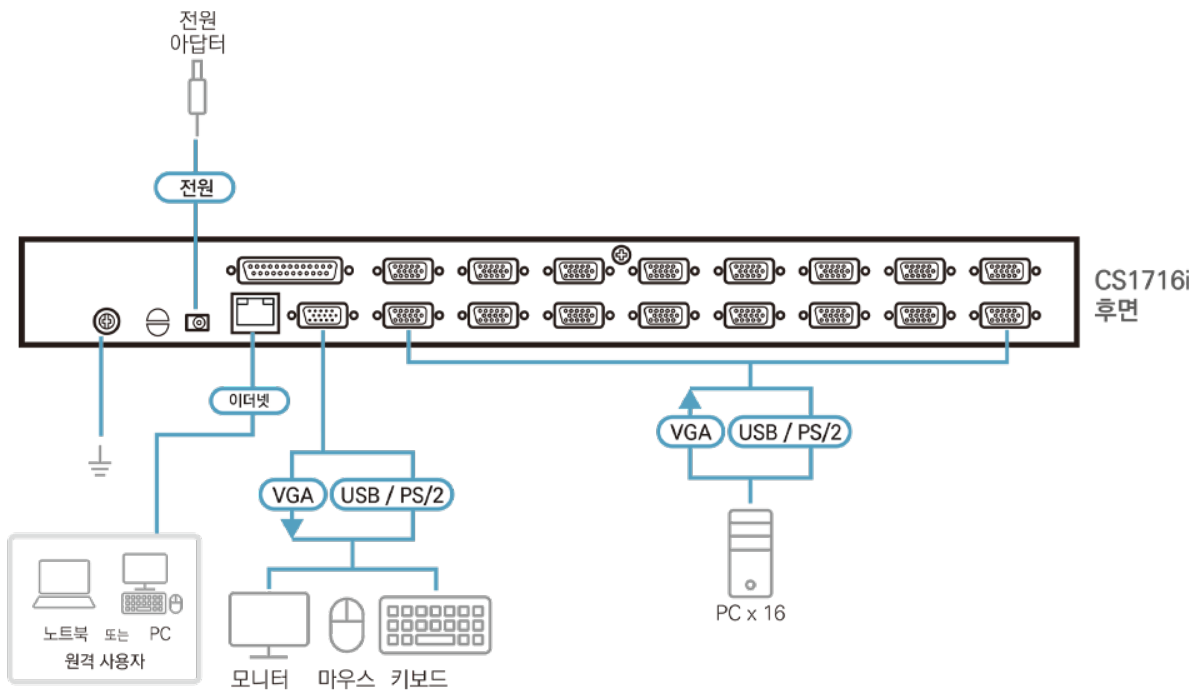 전원
아답터
전원
CS1716i
후면
이더넷
VGA
USB / PS/2
VGA
USB / PS/2
PC x 16
노트북 또는 PC
원격 사용자
모니터 마우스 키보드